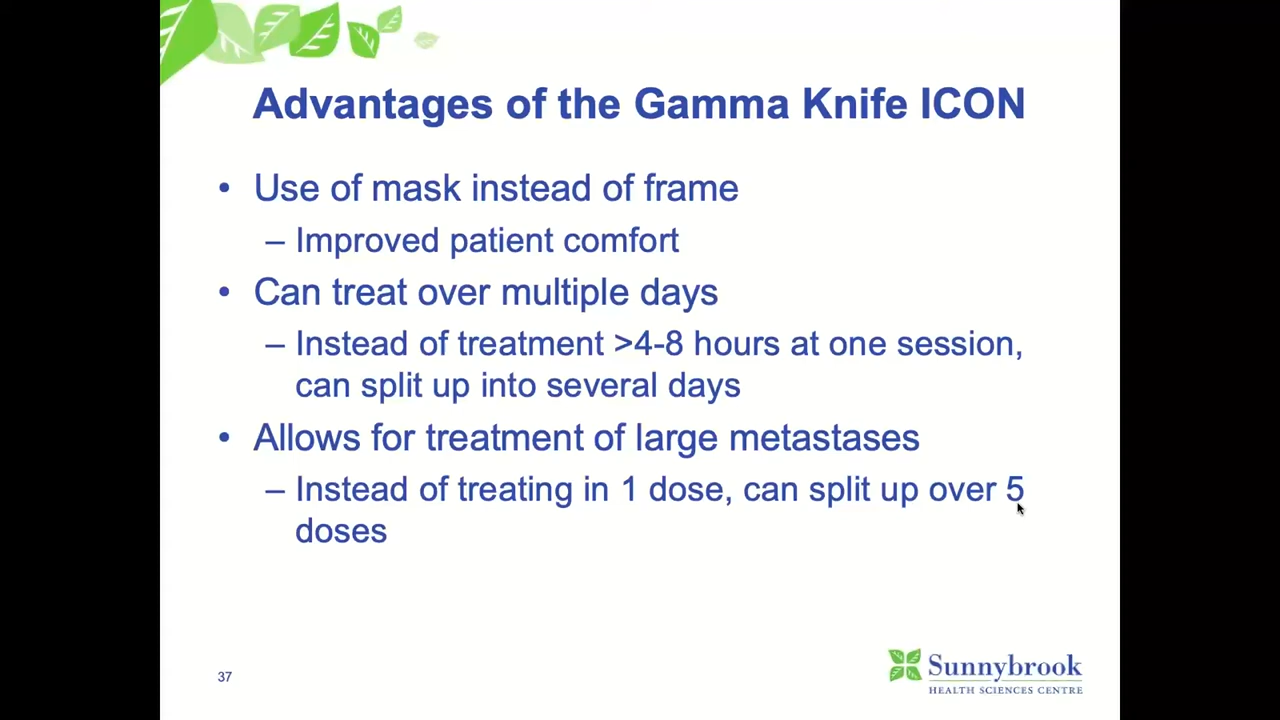 Advantages of the Gamma Knife ICON
• Use of mask instead of frame
– Improved patient comfort
• Can treat over multiple days
– Instead of treatment >4-8 hours at one session,
can split up into several days
• Allows for treatment of large metastases
– Instead of treating in 1 dose, can split up over 5
doses
37
Sunnybrook
HEALTH SCIENCES CENTRE